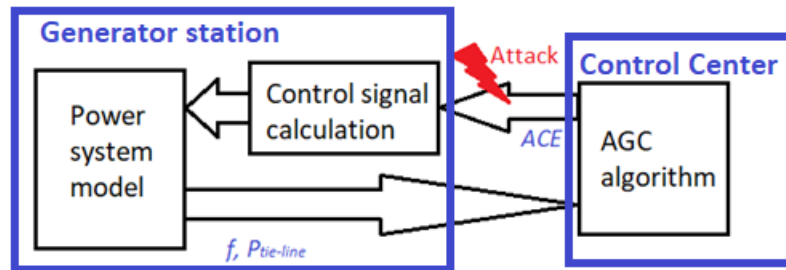 Generator station
Attack
Control Center
Control signal
calculation
Power
system
model
ACE
AGC
algorithm
f, Ptie-line